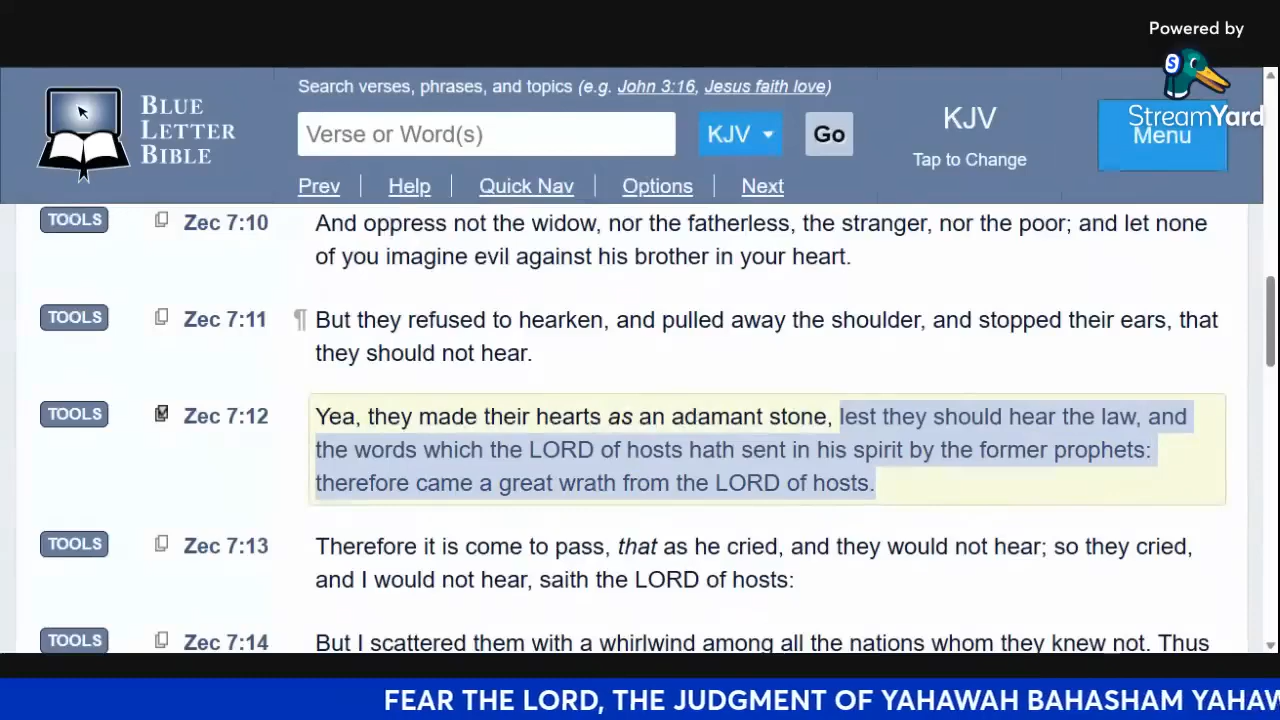 Powered by
StreamYard
BLUE
LETTER
BIBLE
Search verses, phrases, and topics (e.g. John 3:16, Jesus faith love)
Verse or Word(s)
KJV
Go
KJV
Tap to Change
Menu
Prev
Help
Quick Nav
Options
Next
TOOLS
Zec 7:10
And oppress not the widow, nor the fatherless, the stranger, nor the poor; and let none
of you imagine evil against his brother in your heart.
TOOLS
Zec 7:11
¶ But they refused to hearken, and pulled away the shoulder, and stopped their ears, that
they should not hear.
TOOLS
Zec 7:12
Yea, they made their hearts as an adamant stone, lest they should hear the law, and
the words which the LORD of hosts hath sent in his spirit by the former prophets:
therefore came a great wrath from the LORD of hosts.
TOOLS
Zec 7:13
Therefore it is come to pass, that as he cried, and they would not hear; so they cried,
and I would not hear, saith the LORD of hosts:
TOOLS
Zec 7:14
But I scattered them with a whirlwind among all the nations whom they knew not. Thus
FEAR THE LORD, THE JUDGMENT OF YAHAWAH BAHASHAM YAHAW